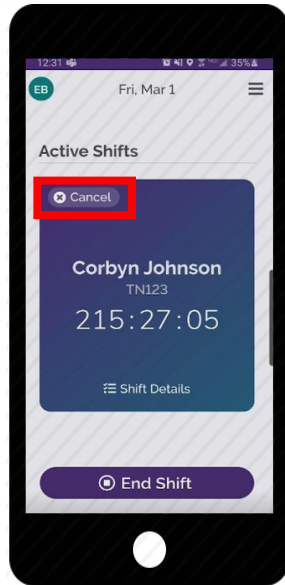 12:31 35%
EB Fri, Mar 1
Active Shifts
Cancel
Corbyn Johnson
TN123
215:27:05
Shift Details
End Shift